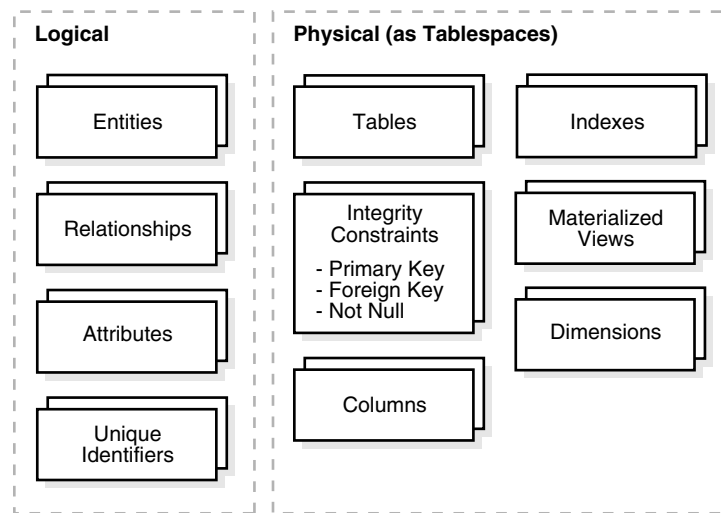 Logical
Entities
Relationships
Attributes
Unique
Identifiers
Physical (as Tablespaces)
Tables
Integrity
Constraints
- Primary Key
- Foreign Key
- Not Null
Columns
Indexes
Materialized
Views
Dimensions